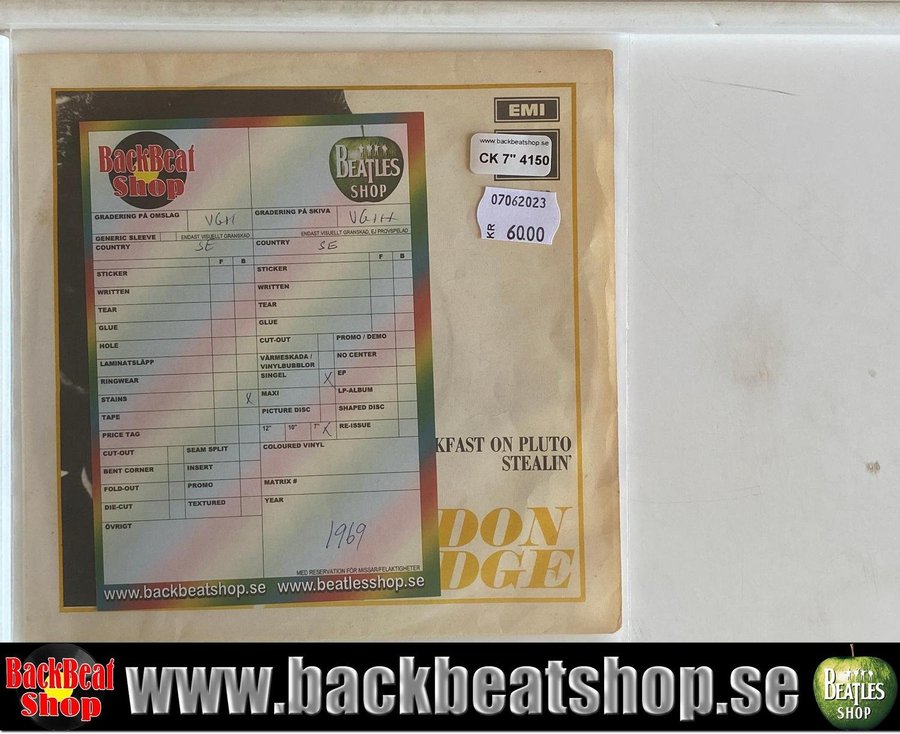 EMI
www.backbeatshop.se
CK 7" 4150
07062023
KR 60.00
BackBeat
Shop
BEATLES
SHOP
GRADERING PÅ OMSLAG
GRADERING PÅ SKIVA
GENERIC SLEEVE
ENDAST VISUELLT GRANSKAD
ENDAST VISUELLT GRANSKAD, EJ PROVSPELAD
COUNTRY SE
COUNTRY SE
F B
F B
STICKER
STICKER
WRITTEN
WRITTEN
TEAR
TEAR
GLUE
GLUE
HOLE
CUT-OUT
PROMO / DEMO
LAMINATSLÄPP
VÄRMESKADA /
VINYLBUBBLOR
NO CENTER
RINGWEAR
SINGEL X
EP
STAINS X
MAXI
LP-ALBUM
TAPE
PICTURE DISC
SHAPED DISC
PRICE TAG
12" 10" 7" X
RE-ISSUE
CUT-OUT
SEAM SPLIT
COLOURED VINYL
BENT CORNER
INSERT
FOLD-OUT
PROMO
MATRIX #
DIE-CUT
TEXTURED
YEAR
ÖVRIGT
1969
MED RESERVATION FÖR MISSAR/FELAKTIGHETER
www.backbeatshop.se www.beatlesshop.se
KFAST ON PLUTO
STEALIN'
DON
DGE
BackBeat
Shop
www.backbeatshop.se
BEATLES
SHOP